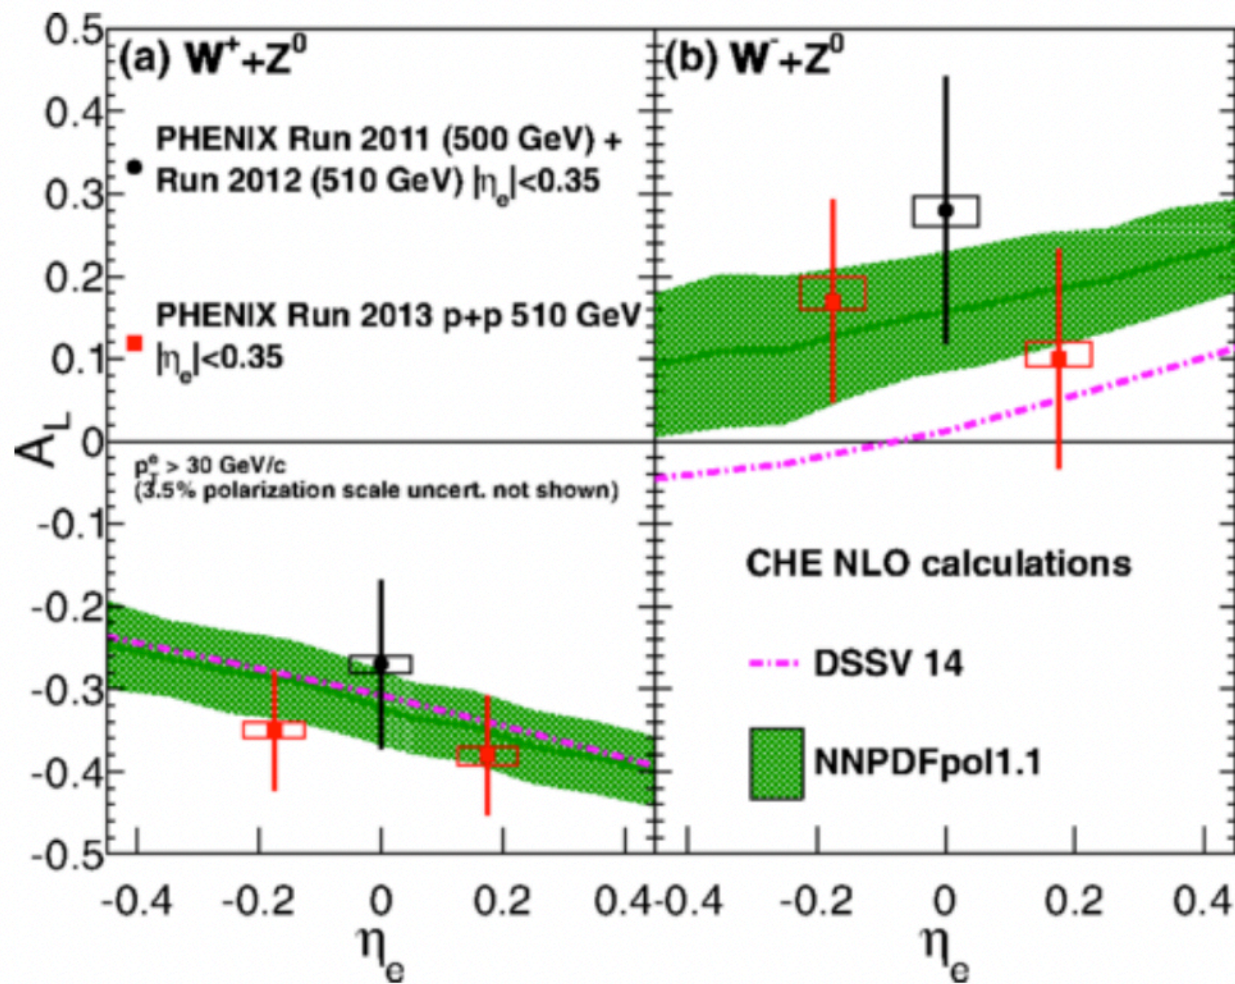 (a) W⁺+Z⁰
PHENIX Run 2011 (500 GeV) +
Run 2012 (510 GeV) |ηₑ|<0.35
PHENIX Run 2013 p+p 510 GeV
|ηₑ|<0.35
pᵉ_T > 30 GeV/c
(3.5% polarization scale uncert. not shown)
(b) W⁻+Z⁰
CHE NLO calculations
DSSV 14
NNPDFpol1.1
A_L
0.5
0.4
0.3
0.2
0.1
0
-0.1
-0.2
-0.3
-0.4
-0.5
-0.4 -0.2 0 0.2 0.4
-0.4 -0.2 0 0.2 0.4
ηₑ
ηₑ